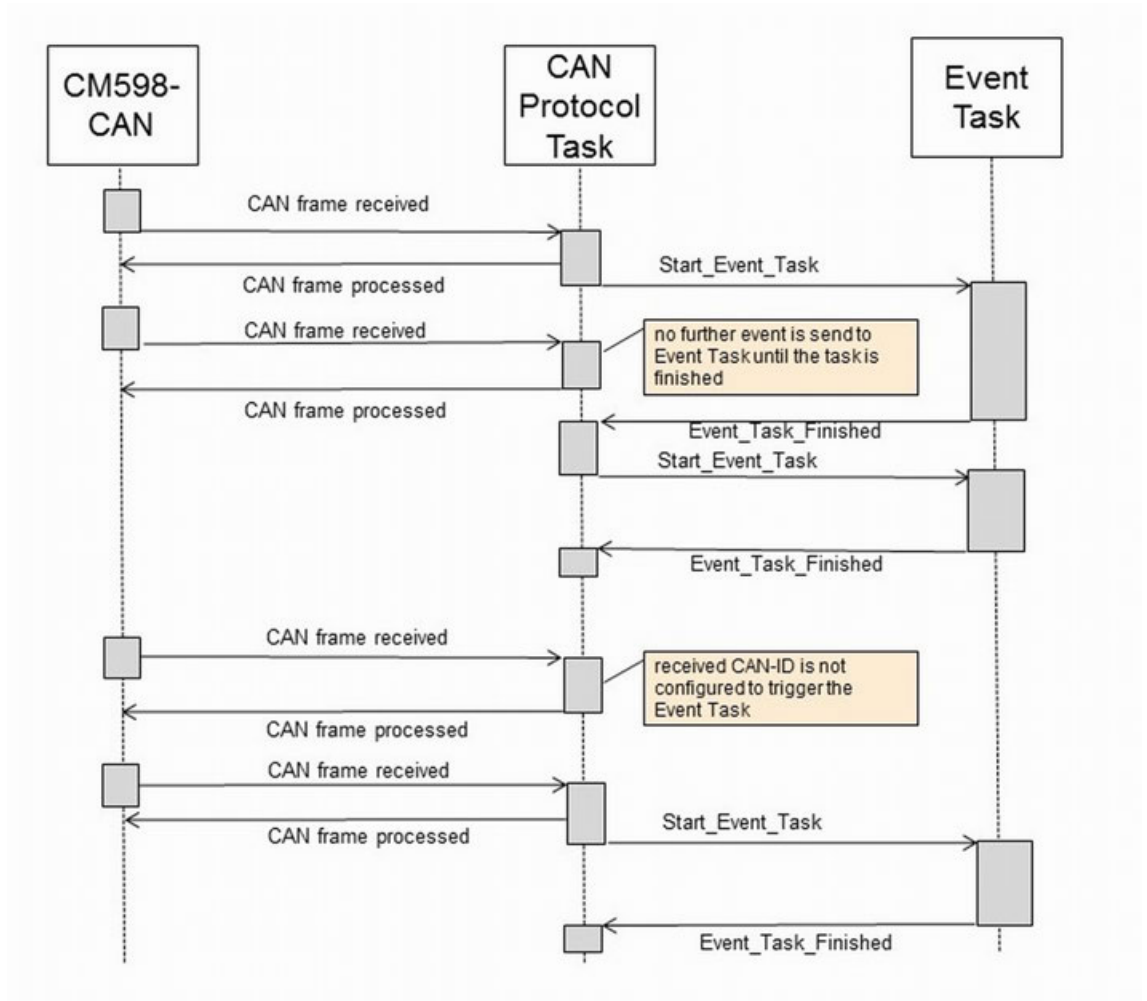 CM598-
CAN
CAN
Protocol
Task
Event
Task
CAN frame received
Start_Event_Task
CAN frame processed
CAN frame received
no further event is send to
Event Task until the task is
finished
CAN frame processed
Event_Task_Finished
Start_Event_Task
Event_Task_Finished
CAN frame received
received CAN-ID is not
configured to trigger the
Event Task
CAN frame processed
CAN frame received
Start_Event_Task
CAN frame processed
Event_Task_Finished